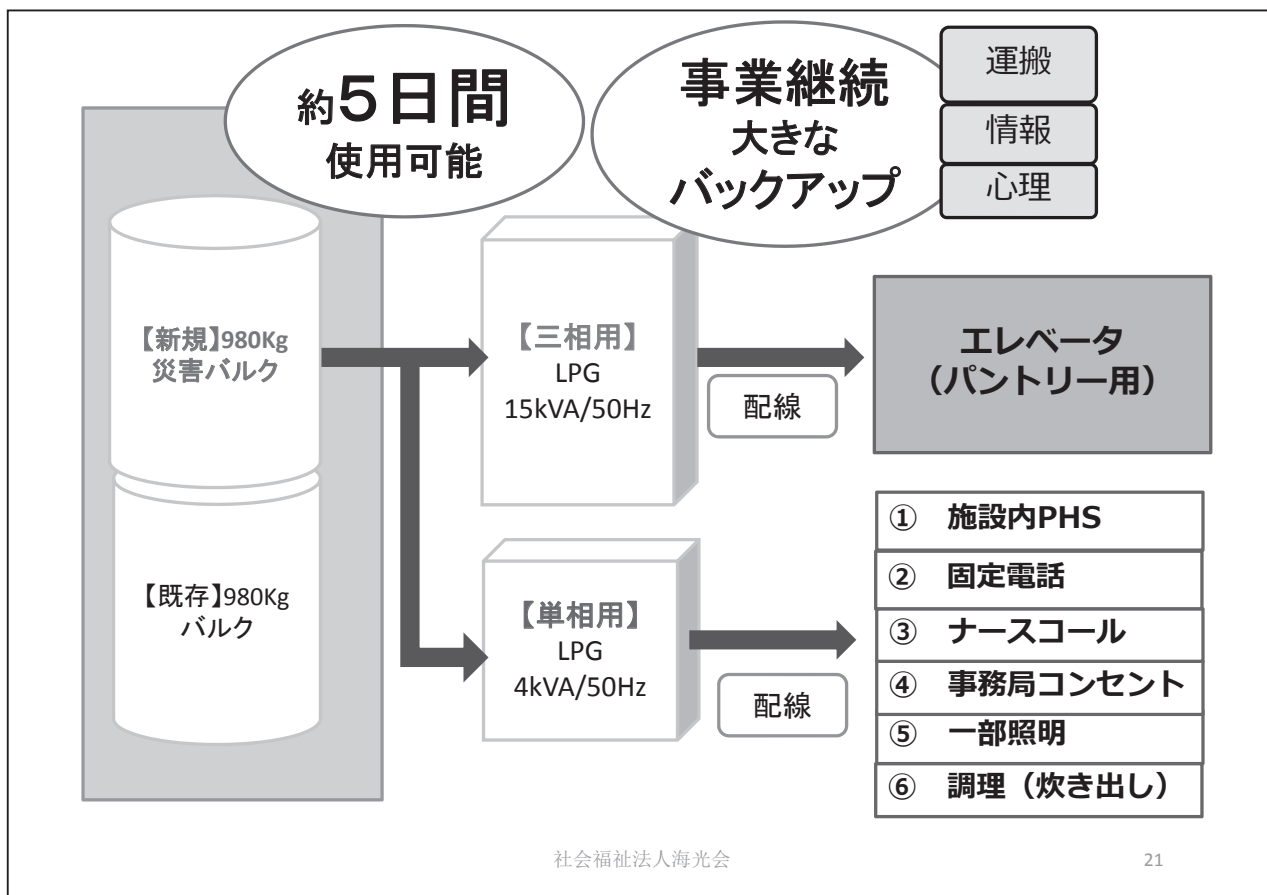 約5日間
使用可能
事業継続
大きな
バックアップ
運搬
情報
心理
【新規】980Kg
災害バルク
【既存】980Kg
バルク
【三相用】
LPG
15kVA/50Hz
配線
エレベータ
（パントリー用）
【単相用】
LPG
4kVA/50Hz
配線
① 施設内PHS
② 固定電話
③ ナースコール
④ 事務局コンセント
⑤ 一部照明
⑥ 調理（炊き出し）
社会福祉法人海光会
21